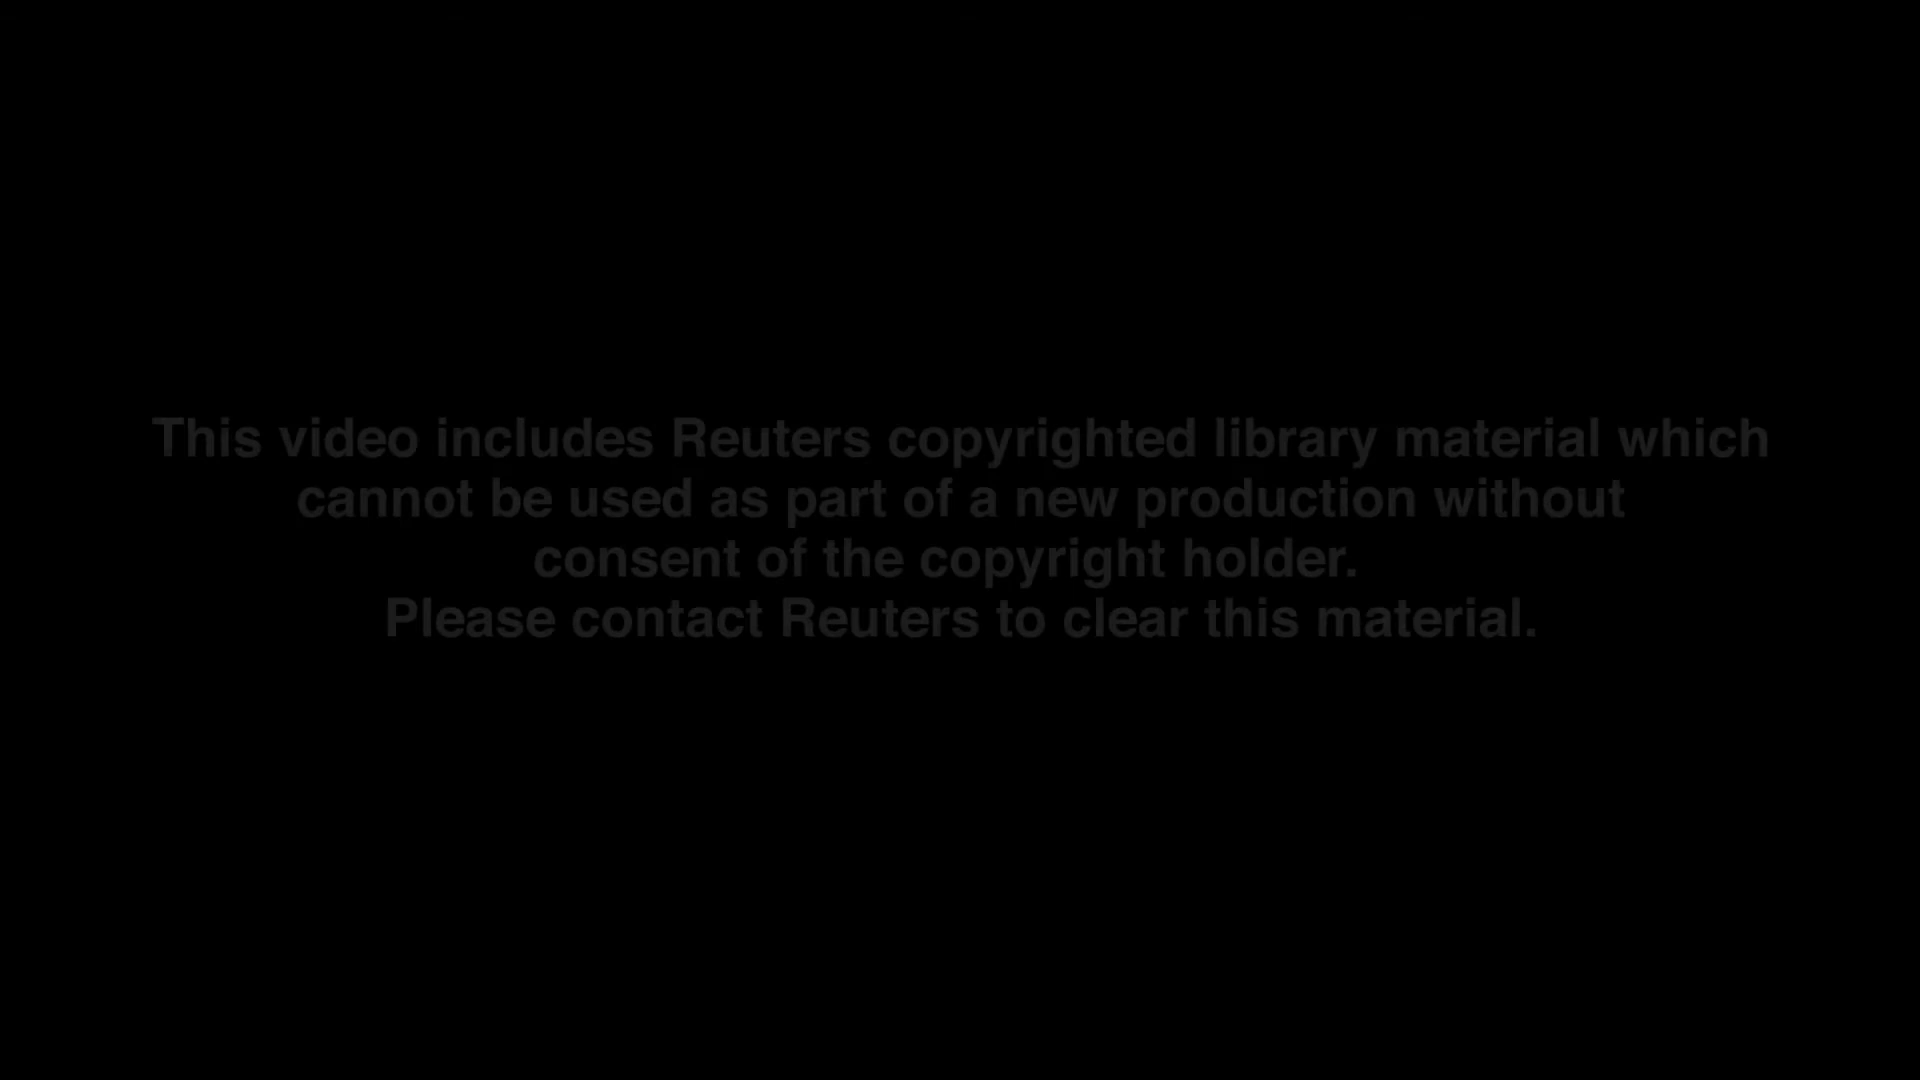 This video includes Reuters copyrighted library material which
cannot be used as part of a new production without
consent of the copyright holder.
Please contact Reuters to clear this material.